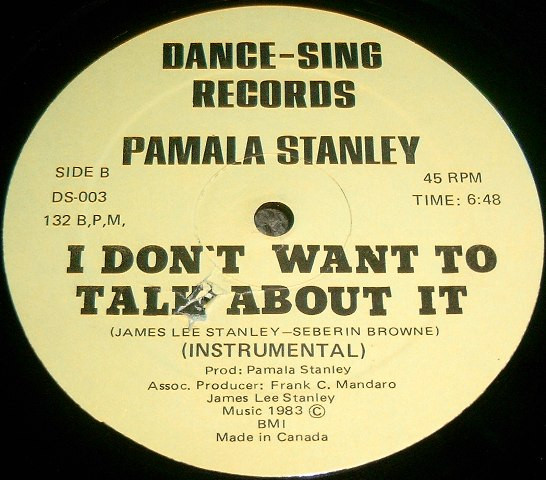 DANCE-SING
RECORDS
PAMALA STANLEY
SIDE B
DS-003
132 B,P,M,
45 RPM
TIME: 6:48
I DON'T WANT TO
TALK ABOUT IT
(JAMES LEE STANLEY—SEBERIN BROWNE)
(INSTRUMENTAL)
Prod: Pamala Stanley
Assoc. Producer: Frank C. Mandaro
James Lee Stanley
Music 1983 ©
BMI
Made in Canada